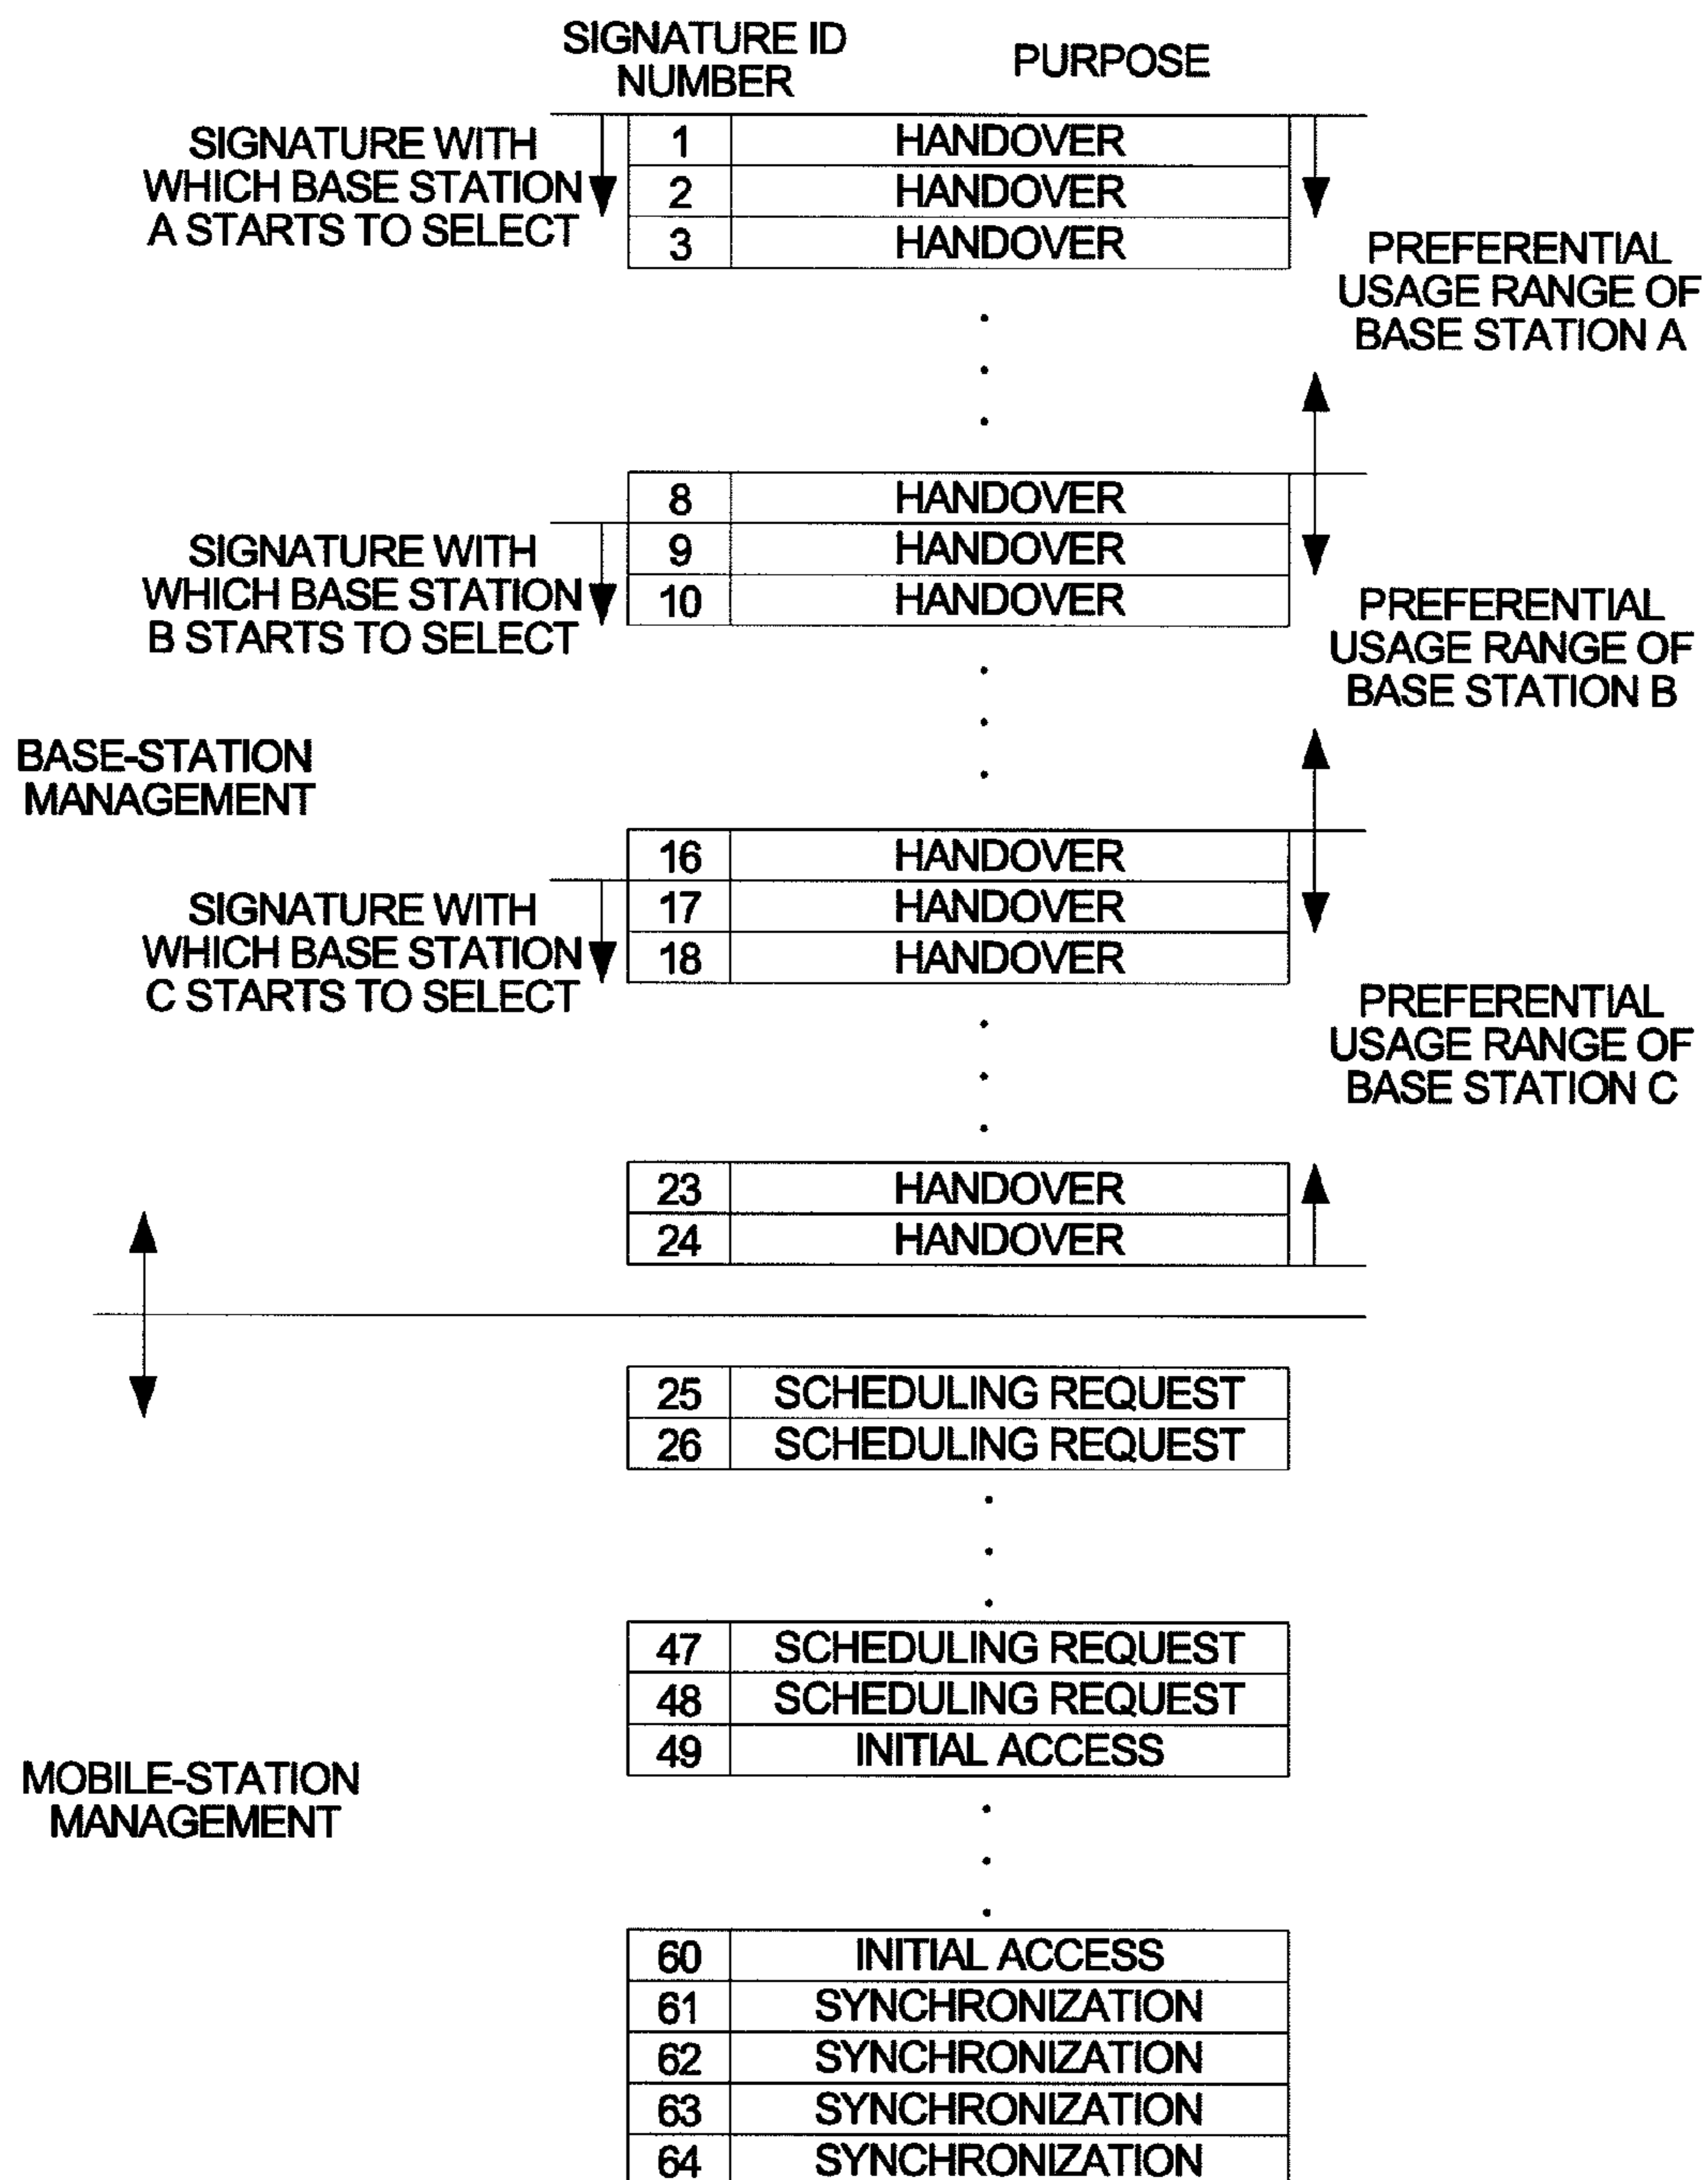 SIGNATURE ID
NUMBER
PURPOSE
SIGNATURE WITH
WHICH BASE STATION
A STARTS TO SELECT
1 HANDOVER
2 HANDOVER
3 HANDOVER
PREFERENTIAL
USAGE RANGE OF
BASE STATION A
8 HANDOVER
9 HANDOVER
10 HANDOVER
SIGNATURE WITH
WHICH BASE STATION
B STARTS TO SELECT
PREFERENTIAL
USAGE RANGE OF
BASE STATION B
BASE-STATION
MANAGEMENT
16 HANDOVER
17 HANDOVER
18 HANDOVER
SIGNATURE WITH
WHICH BASE STATION
C STARTS TO SELECT
PREFERENTIAL
USAGE RANGE OF
BASE STATION C
23 HANDOVER
24 HANDOVER
25 SCHEDULING REQUEST
26 SCHEDULING REQUEST
47 SCHEDULING REQUEST
48 SCHEDULING REQUEST
49 INITIAL ACCESS
MOBILE-STATION
MANAGEMENT
60 INITIAL ACCESS
61 SYNCHRONIZATION
62 SYNCHRONIZATION
63 SYNCHRONIZATION
64 SYNCHRONIZATION